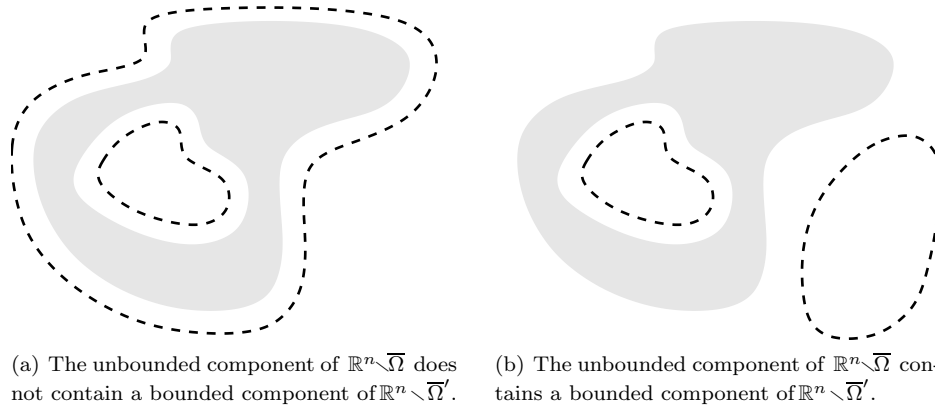 (a) The unbounded component of ℝⁿ∖Ω̅ does
not contain a bounded component of ℝⁿ∖Ω̅′.
(b) The unbounded component of ℝⁿ∖Ω̅ con-
tains a bounded component of ℝⁿ∖Ω̅′.